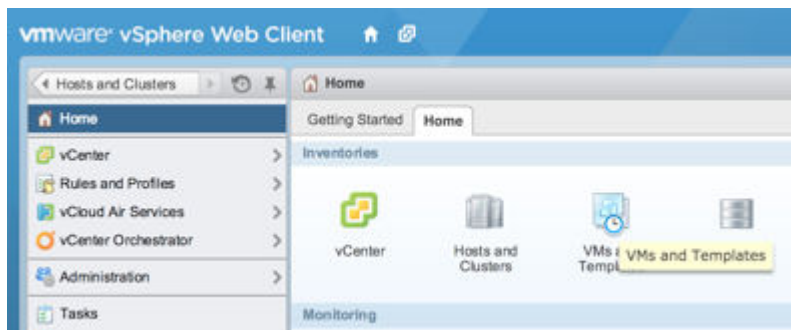 vmware® vSphere Web Client
Hosts and Clusters
Home
Home
Getting Started
Home
vCenter
Rules and Profiles
vCloud Air Services
vCenter Orchestrator
Administration
Tasks
Inventories
vCenter
Hosts and
Clusters
VMs
VMs and Templates
Monitoring